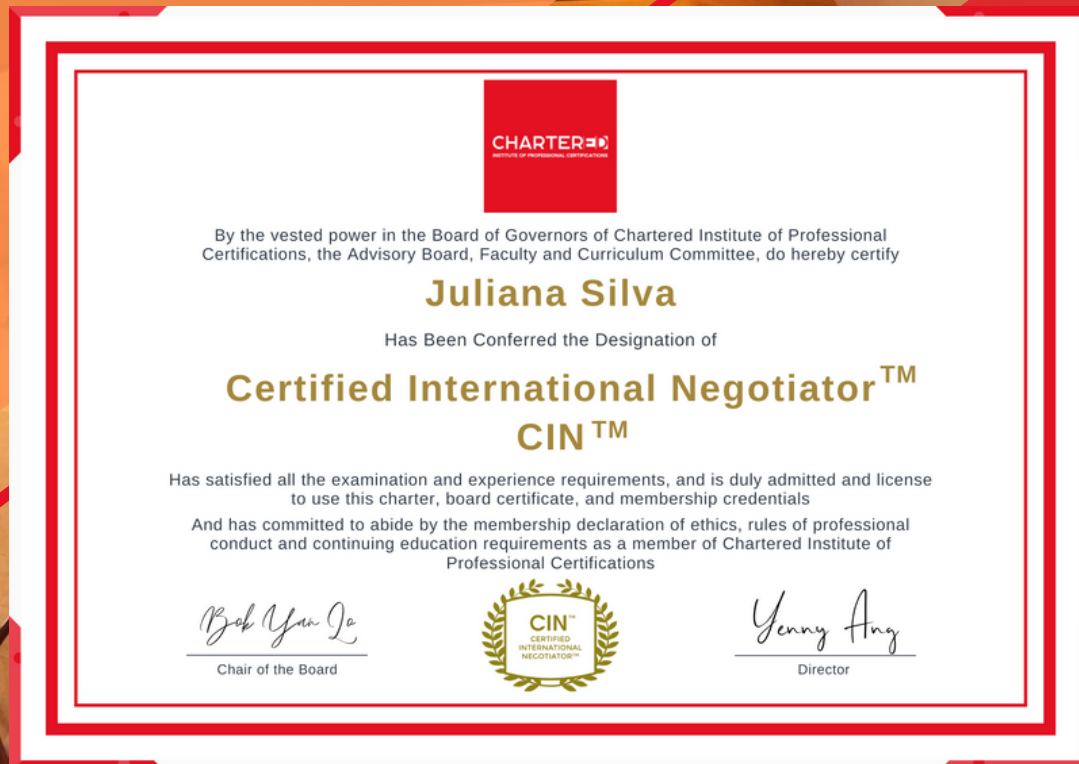 CHARTERED
INSTITUTE OF PROFESSIONAL CERTIFICATIONS
By the vested power in the Board of Governors of Chartered Institute of Professional
Certifications, the Advisory Board, Faculty and Curriculum Committee, do hereby certify
Juliana Silva
Has Been Conferred the Designation of
Certified International Negotiator™
CIN™
Has satisfied all the examination and experience requirements, and is duly admitted and license
to use this charter, board certificate, and membership credentials
And has committed to abide by the membership declaration of ethics, rules of professional
conduct and continuing education requirements as a member of Chartered Institute of
Professional Certifications
Bok Yan Lo
Chair of the Board
CIN™
CERTIFIED
INTERNATIONAL
NEGOTIATOR™
Yenny Ang
Director